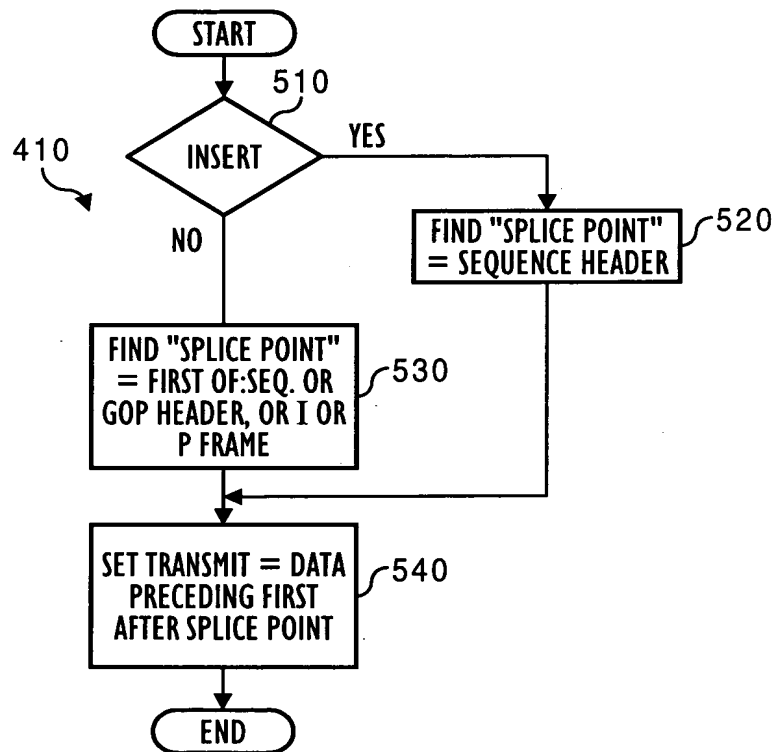 START
510
410
INSERT
YES
NO
FIND "SPLICE POINT"
= SEQUENCE HEADER
520
FIND "SPLICE POINT"
= FIRST OF:SEQ. OR
GOP HEADER, OR I OR
P FRAME
530
SET TRANSMIT = DATA
PRECEDING FIRST
AFTER SPLICE POINT
540
END